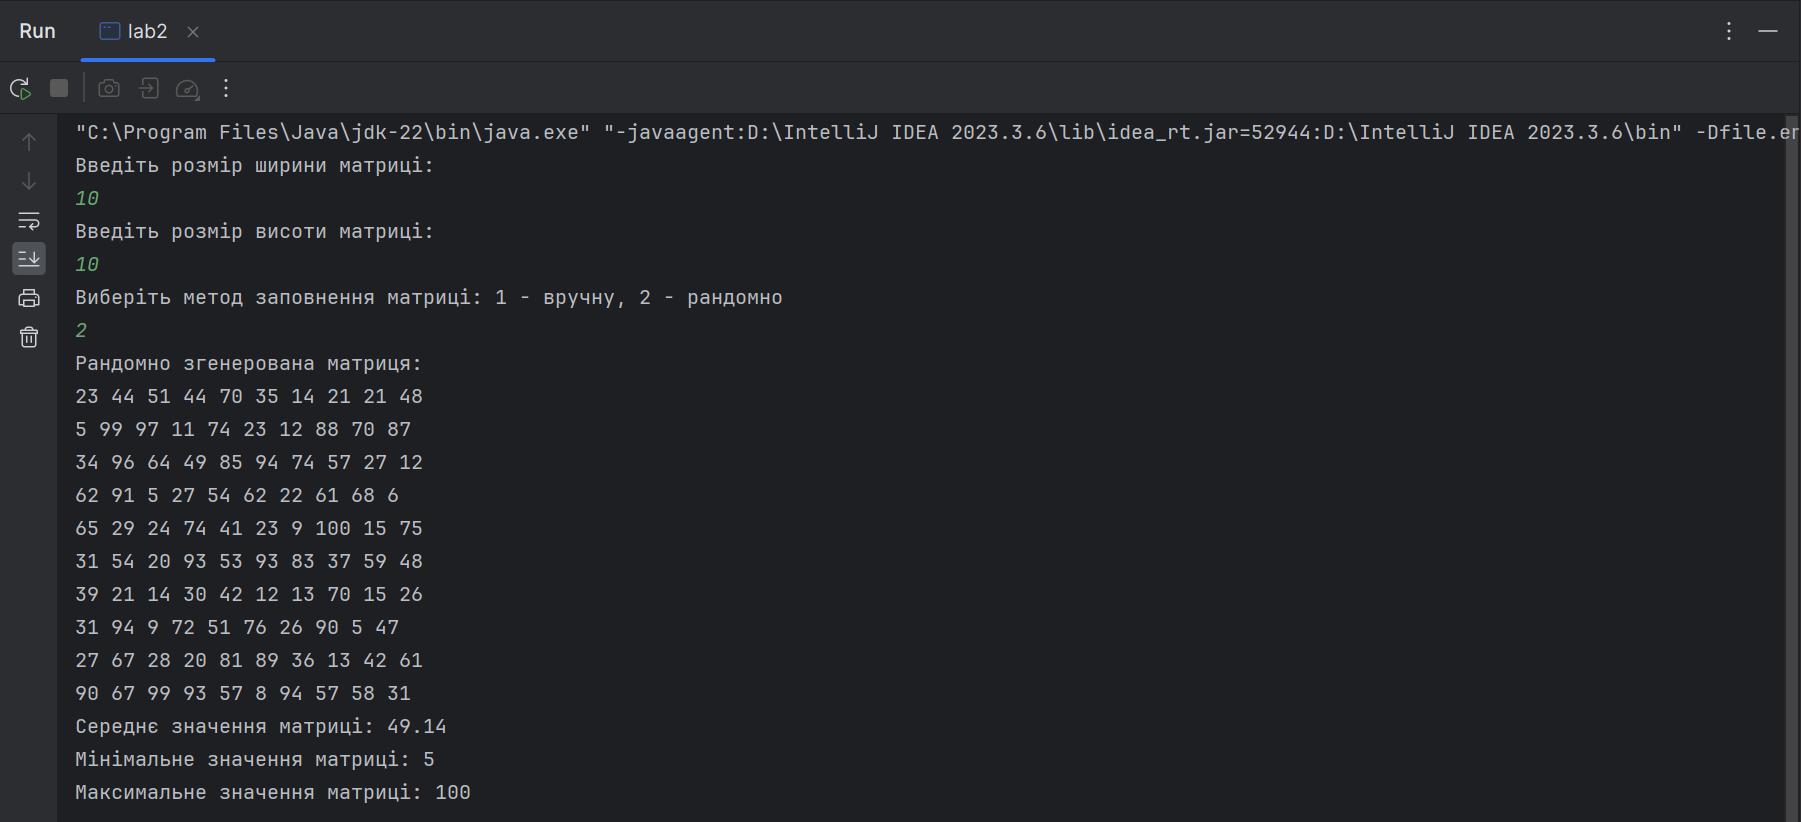 Run lab2
"C:\Program Files\Java\jdk-22\bin\java.exe" "-javaagent:D:\IntelliJ IDEA 2023.3.6\lib\idea_rt.jar=52944:D:\IntelliJ IDEA 2023.3.6\bin" -Dfile.en
Введіть розмір ширини матриці:
10
Введіть розмір висоти матриці:
10
Виберіть метод заповнення матриці: 1 - вручну, 2 - рандомно
2
Рандомно згенерована матриця:
23 44 51 44 70 35 14 21 21 48
5 99 97 11 74 23 12 88 70 87
34 96 64 49 85 94 74 57 27 12
62 91 5 27 54 62 22 61 68 6
65 29 24 74 41 23 9 100 15 75
31 54 20 93 53 93 83 37 59 48
39 21 14 30 42 12 13 70 15 26
31 94 9 72 51 76 26 90 5 47
27 67 28 20 81 89 36 13 42 61
90 67 99 93 57 8 94 57 58 31
Середнє значення матриці: 49.14
Мінімальне значення матриці: 5
Максимальне значення матриці: 100